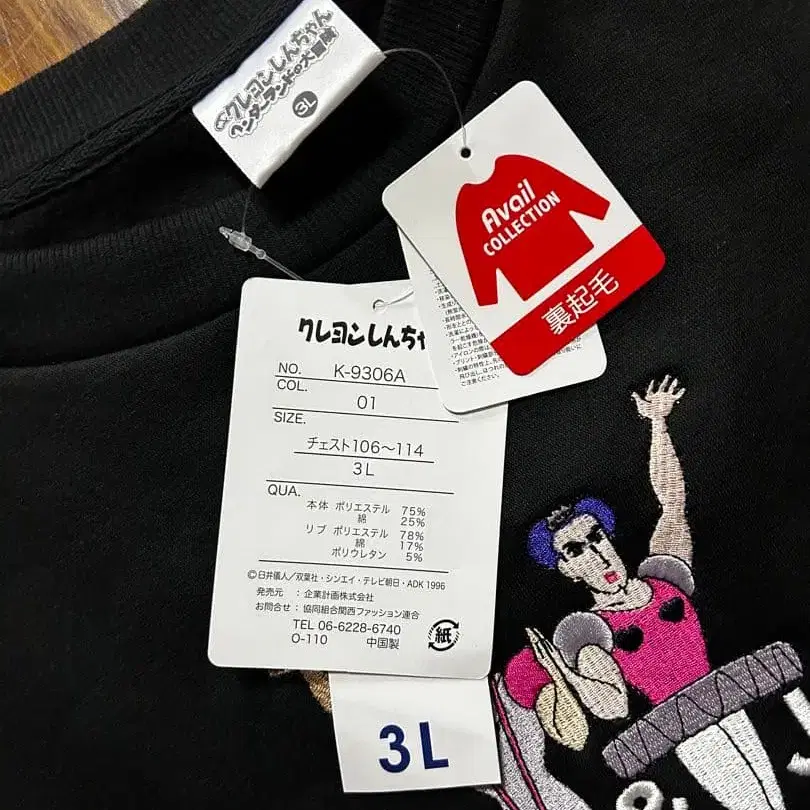 クレヨンしんちゃん
ヘンダーランドの大冒険
3L
Avail
COLLECTION
裏起毛
クレヨンしんちゃ
NO. K-9306A
COL. 01
SIZE.
チェスト106～114
3L
QUA.
本体 ポリエステル 75%
綿 25%
リブ ポリエステル 78%
綿 17%
ポリウレタン 5%
©臼井儀人／双葉社・シンエイ・テレビ朝日・ADK 1996
発売元 ：企業計画株式会社
お問合せ：協同組合関西ファッション連合
TEL 06-6228-6740
O-110 中国製
紙
3L